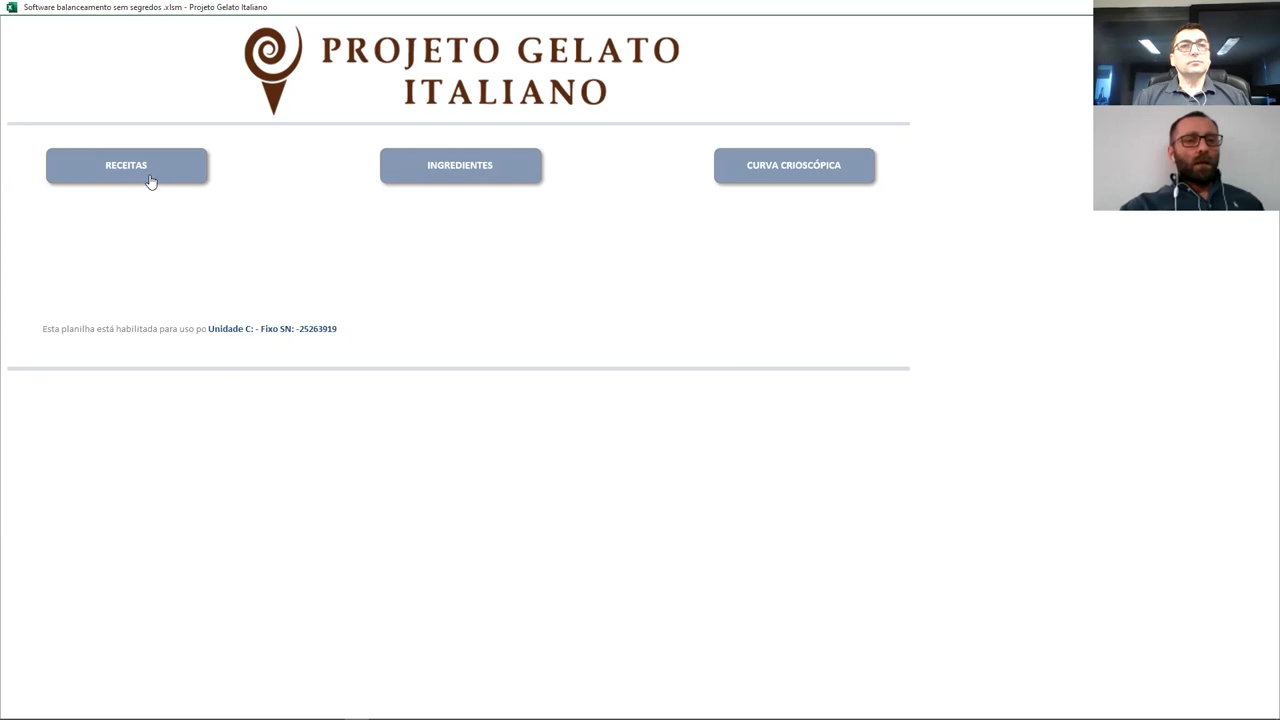 Software balanceamento sem segredos .xlsm - Projeto Gelato Italiano
PROJETO GELATO
ITALIANO
RECEITAS
INGREDIENTES
CURVA CRIOSCÓPICA
Esta planilha está habilitada para uso po Unidade C: - Fixo SN: -25263919